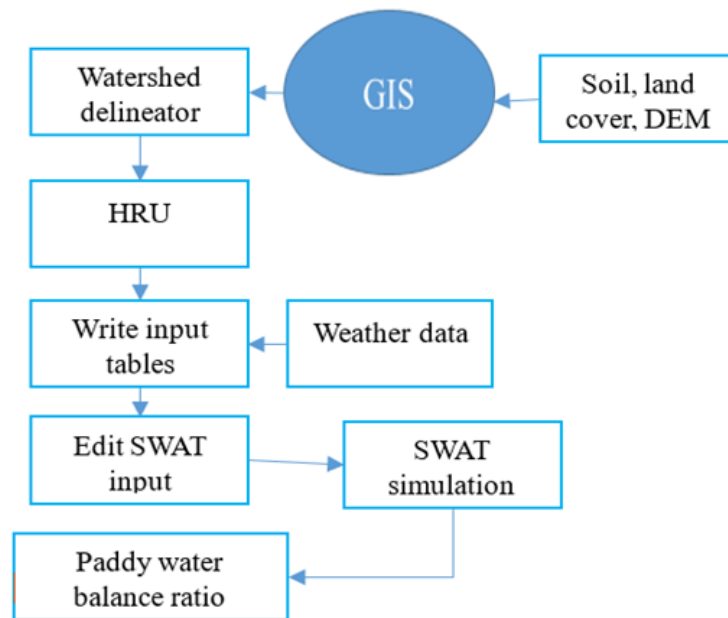 Watershed
delineator
GIS
Soil, land
cover, DEM
HRU
Write input
tables
Weather data
Edit SWAT
input
SWAT
simulation
Paddy water
balance ratio